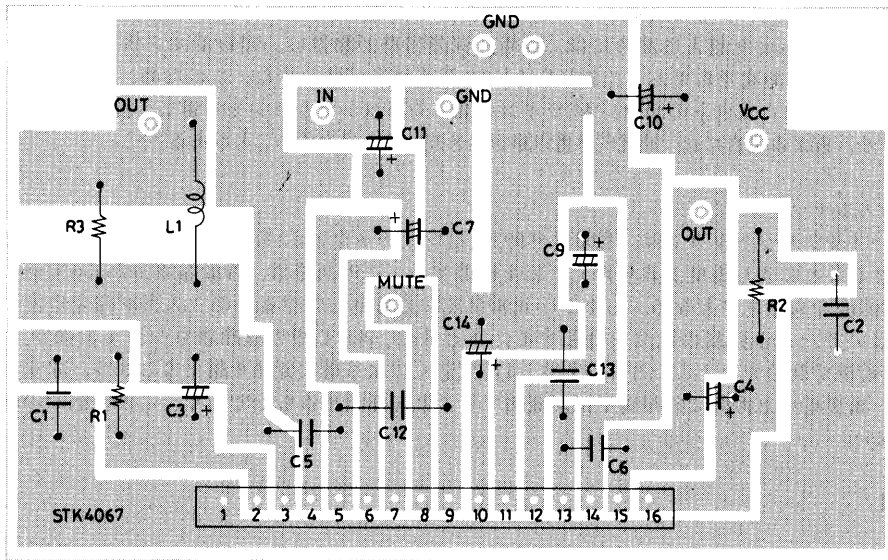 GND
OUT
IN
GND
C11
C10
VCC
R3
L1
C7
C9
OUT
MUTE
R2
C2
C14
C1
R1
C3
C13
C4
C5
C12
C6
STK4067
1 2 3 4 5 6 7 8 9 10 11 12 13 14 15 16